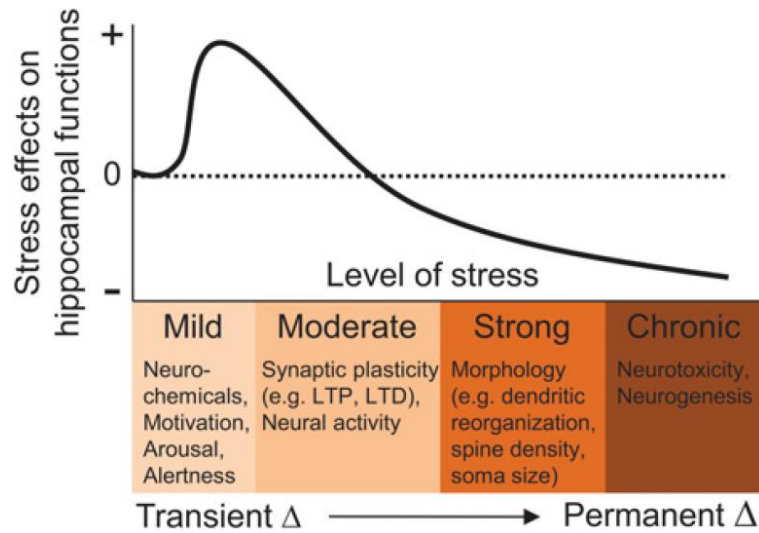 Stress effects on
hippocampal functions
+
0
-
Level of stress
Mild
Neuro-
chemicals,
Motivation,
Arousal,
Alertness
Moderate
Synaptic plasticity
(e.g. LTP, LTD),
Neural activity
Strong
Morphology
(e.g. dendritic
reorganization,
spine density,
soma size)
Chronic
Neurotoxicity,
Neurogenesis
Transient Δ
Permanent Δ